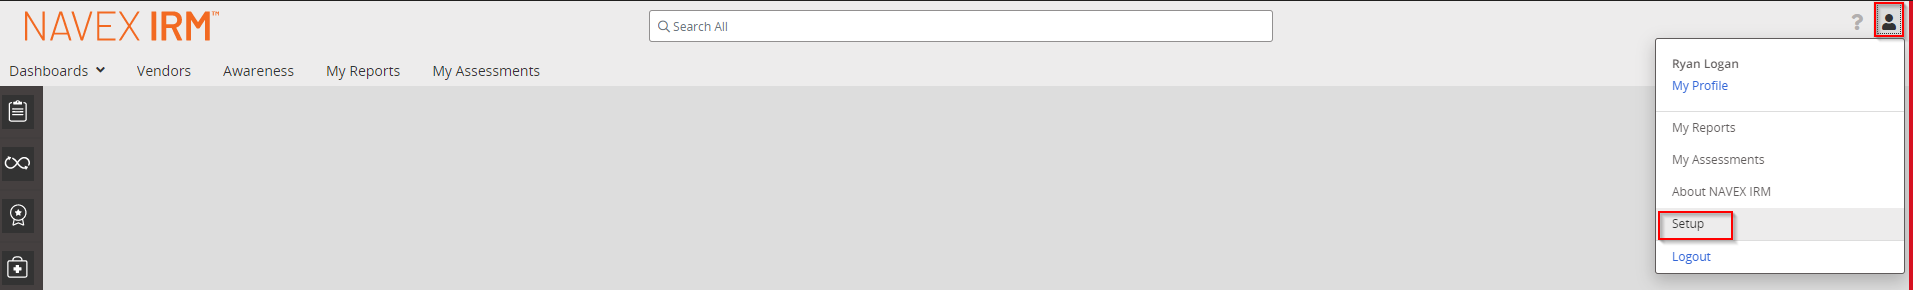 NAVEX IRM™
Search All
?
Dashboards
Vendors
Awareness
My Reports
My Assessments
Ryan Logan
My Profile
My Reports
My Assessments
About NAVEX IRM
Setup
Logout